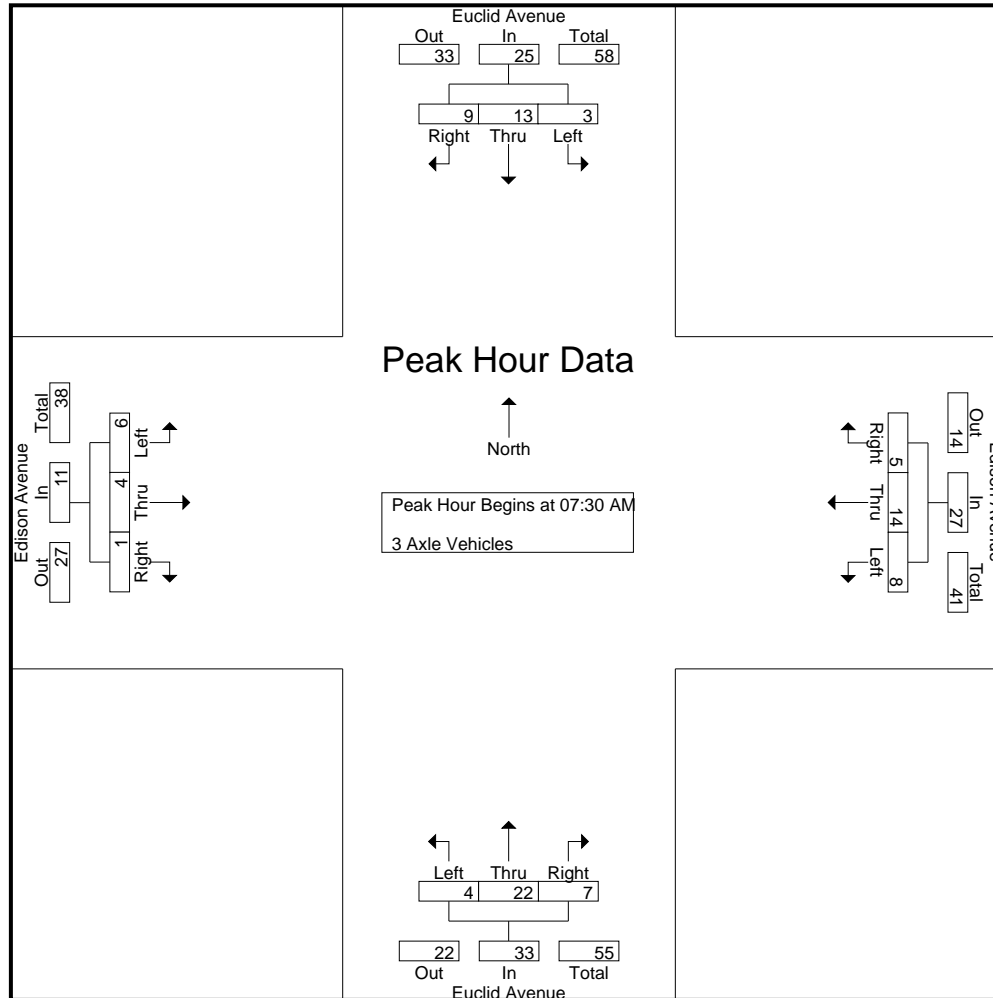 Euclid Avenue
Out In Total
33 25 58
9 13 3
Right Thru Left
Peak Hour Data
North
Peak Hour Begins at 07:30 AM
3 Axle Vehicles
Edison Avenue
Out In Total
27 11 38
1 4 6
Right Thru Left
Edison Avenue
Out In Total
14 27 41
5 14 8
Right Thru Left
Left Thru Right
4 22 7
22 33 55
Out In Total
Euclid Avenue